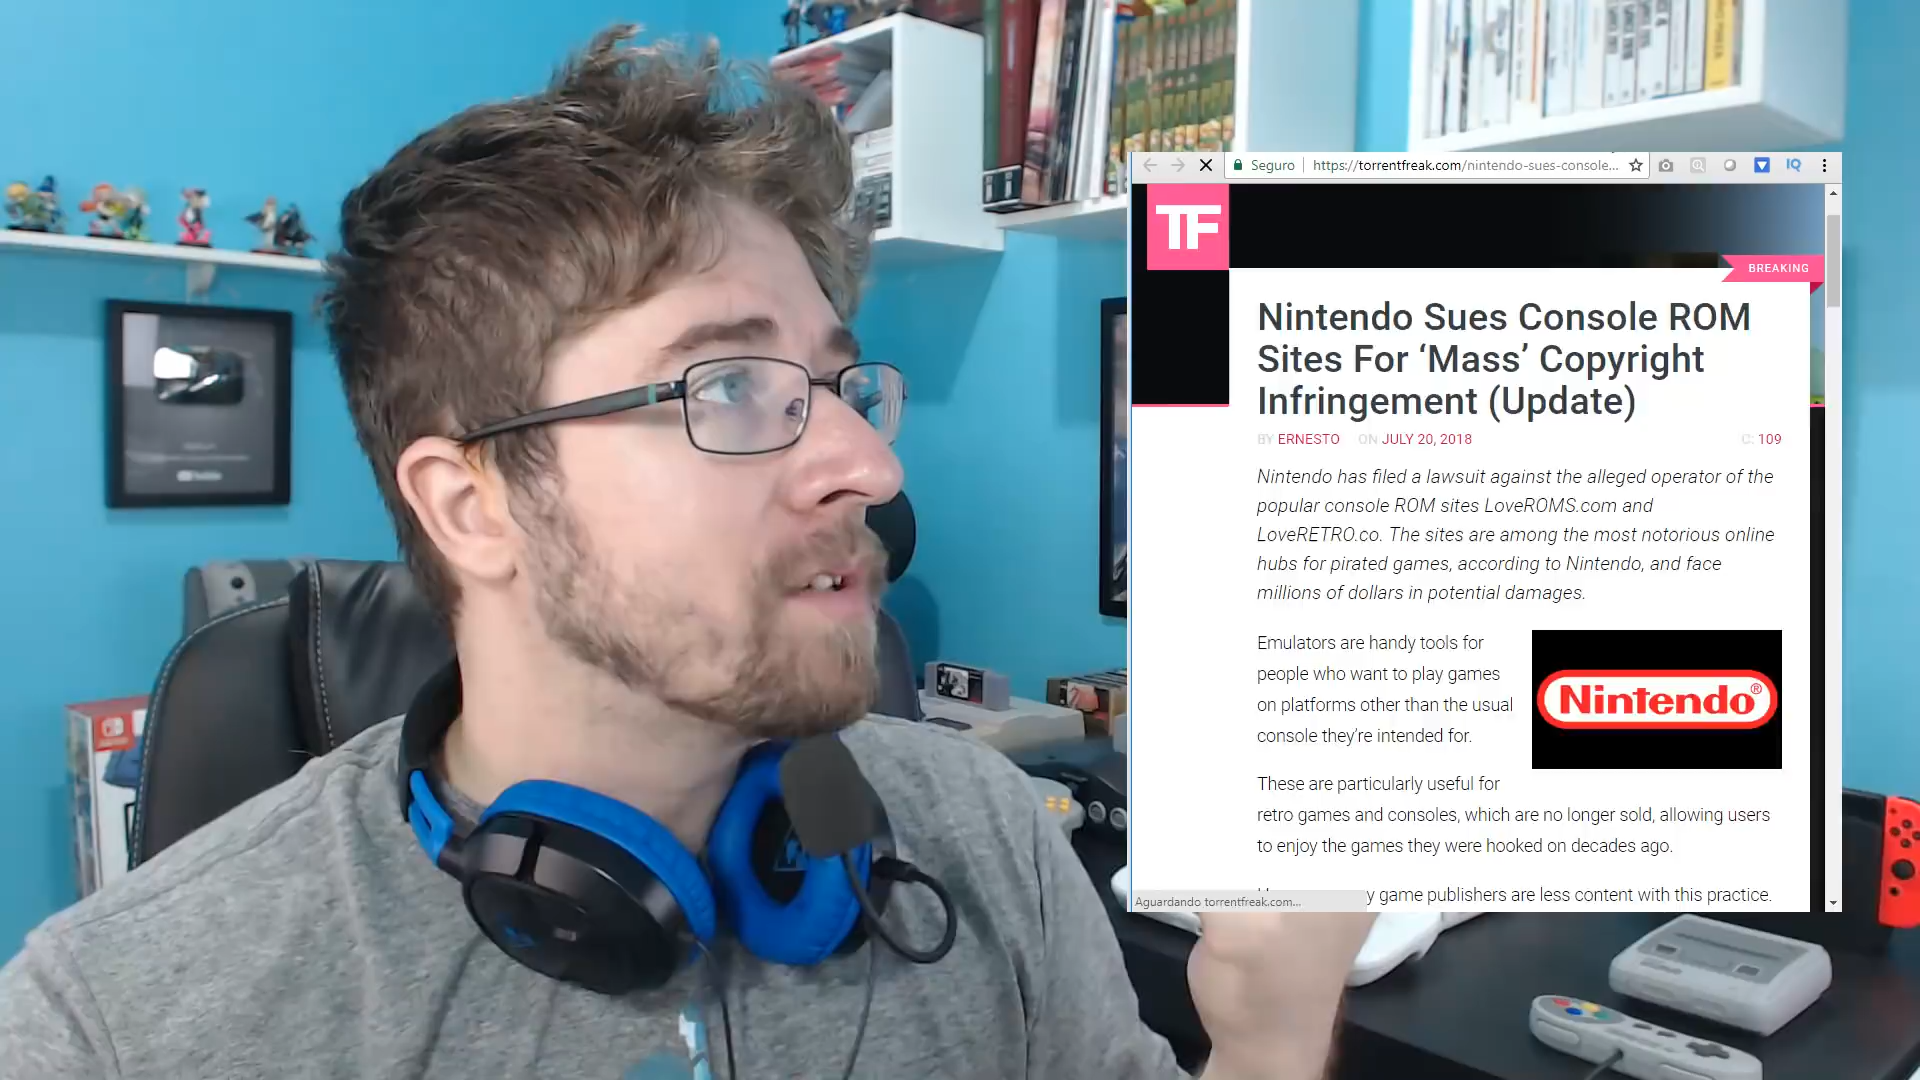 Seguro
https://torrentfreak.com/nintendo-sues-console...
IQ
TF
BREAKING
Nintendo Sues Console ROM
Sites For ‘Mass’ Copyright
Infringement (Update)
BY ERNESTO ON JULY 20, 2018 C: 109
Nintendo has filed a lawsuit against the alleged operator of the
popular console ROM sites LoveROMS.com and
LoveRETRO.co. The sites are among the most notorious online
hubs for pirated games, according to Nintendo, and face
millions of dollars in potential damages.
Emulators are handy tools for
people who want to play games
on platforms other than the usual
console they’re intended for.
Nintendo®
These are particularly useful for
retro games and consoles, which are no longer sold, allowing users
to enjoy the games they were hooked on decades ago.
game publishers are less content with this practice.
Aguardando torrentfreak.com...